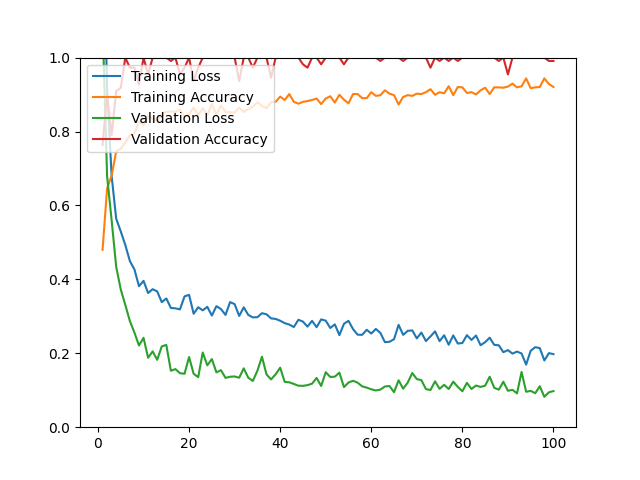 1.0
0.8
0.6
0.4
0.2
0.0
Training Loss
Training Accuracy
Validation Loss
Validation Accuracy
0 20 40 60 80 100